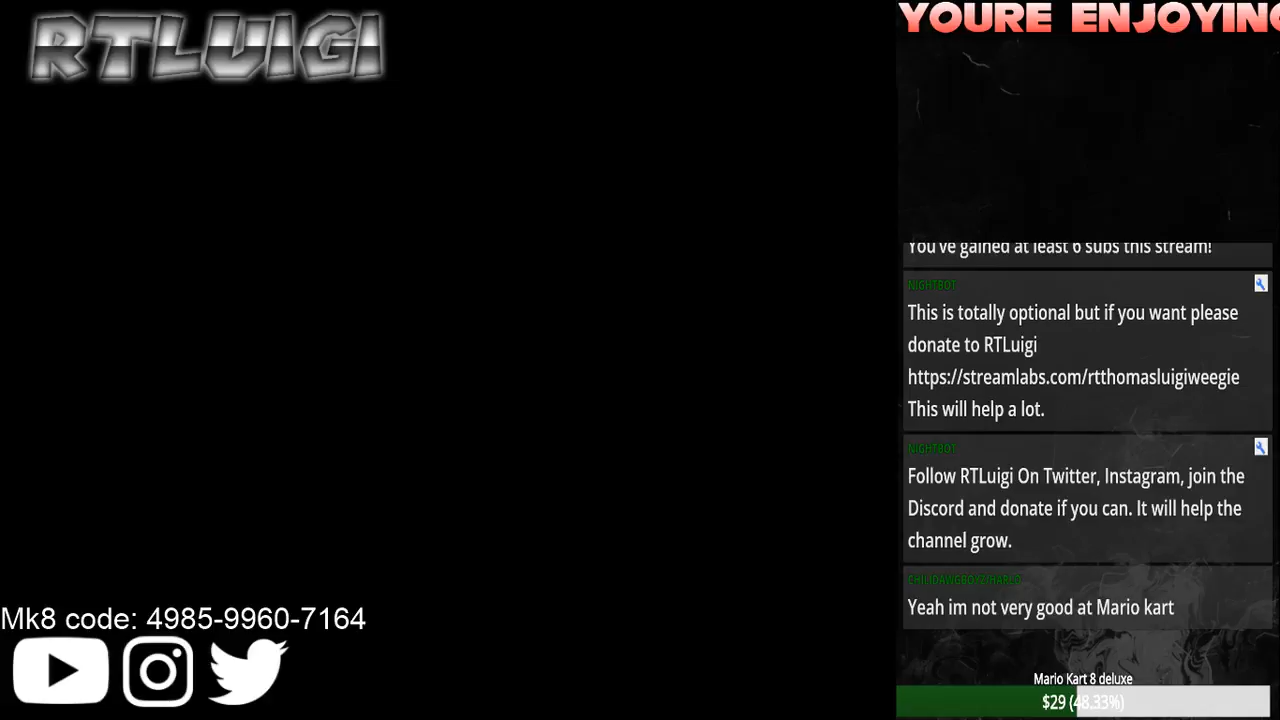 RTLUIGI
YOURE ENJOYING
You've gained at least 6 subs this stream!
NIGHTBOT
This is totally optional but if you want please
donate to RTLuigi
https://streamlabs.com/rtthomasluigiweegie
This will help a lot.
NIGHTBOT
Follow RTLuigi On Twitter, Instagram, join the
Discord and donate if you can. It will help the
channel grow.
Yeah im not very good at Mario kart
Mk8 code: 4985-9960-7164
Mario Kart 8 deluxe
$29 (48.33%)